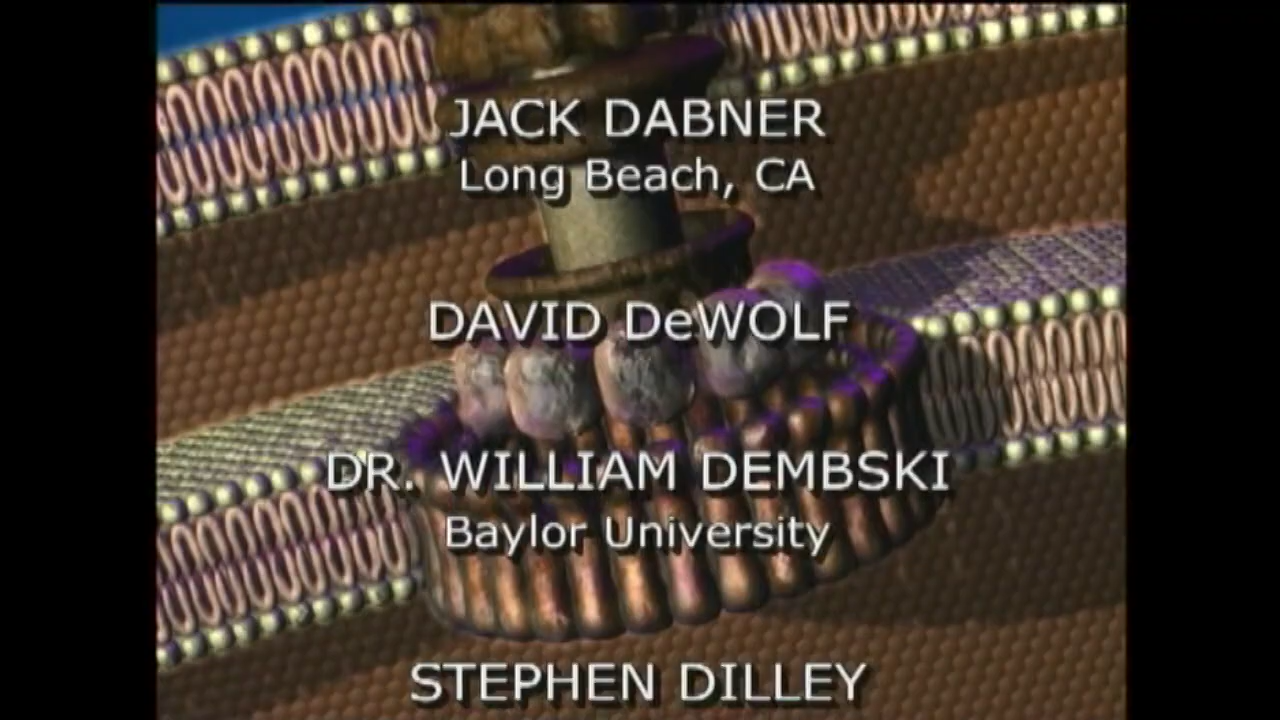 JACK DABNER
Long Beach, CA
DAVID DeWOLF
DR. WILLIAM DEMBSKI
Baylor University
STEPHEN DILLEY